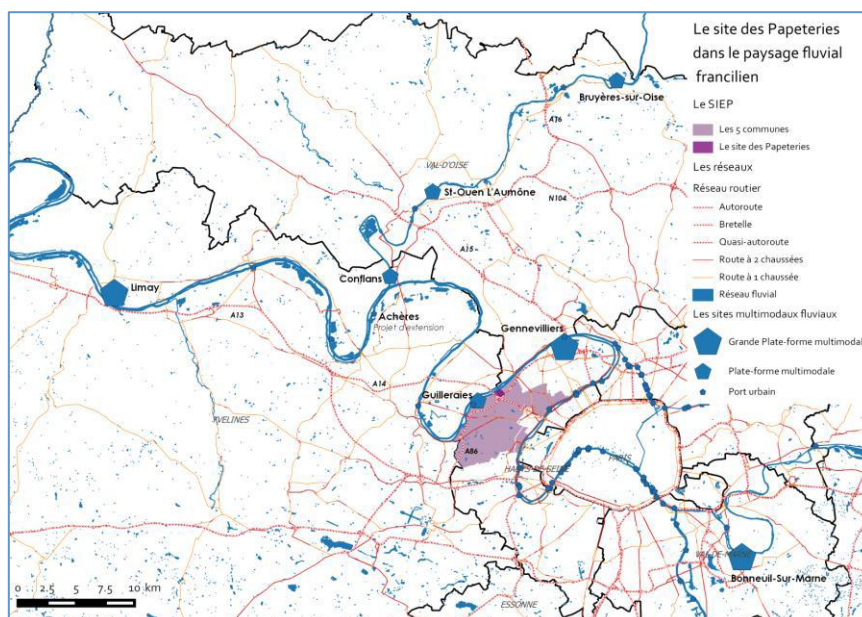 Le site des Papeteries
dans le paysage fluvial
francilien
Le SIEP
Les 5 communes
Le site des Papeteries
Les réseaux
Réseau routier
Autoroute
Bretelle
Quasi-autoroute
Route à 2 chaussées
Route à 1 chaussée
Réseau fluvial
Les sites multimodaux fluviaux
Grande Plate-forme multimodal
Plate-forme multimodale
Port urbain
Bruyères-sur-Oise
A16
VAL-D'OISE
St-Ouen L'Aumône
N104
A15
Conflans
Limay
Achères
Projet d'extension
A13
Gennevilliers
A14
Guilleraies
YVELINES
A86
HAUTS-DE-SEINE
PARIS
VAL-DE-MARNE
Bonneuil-Sur-Marne
ESSONNE
0 2.5 5 7.5 10 km